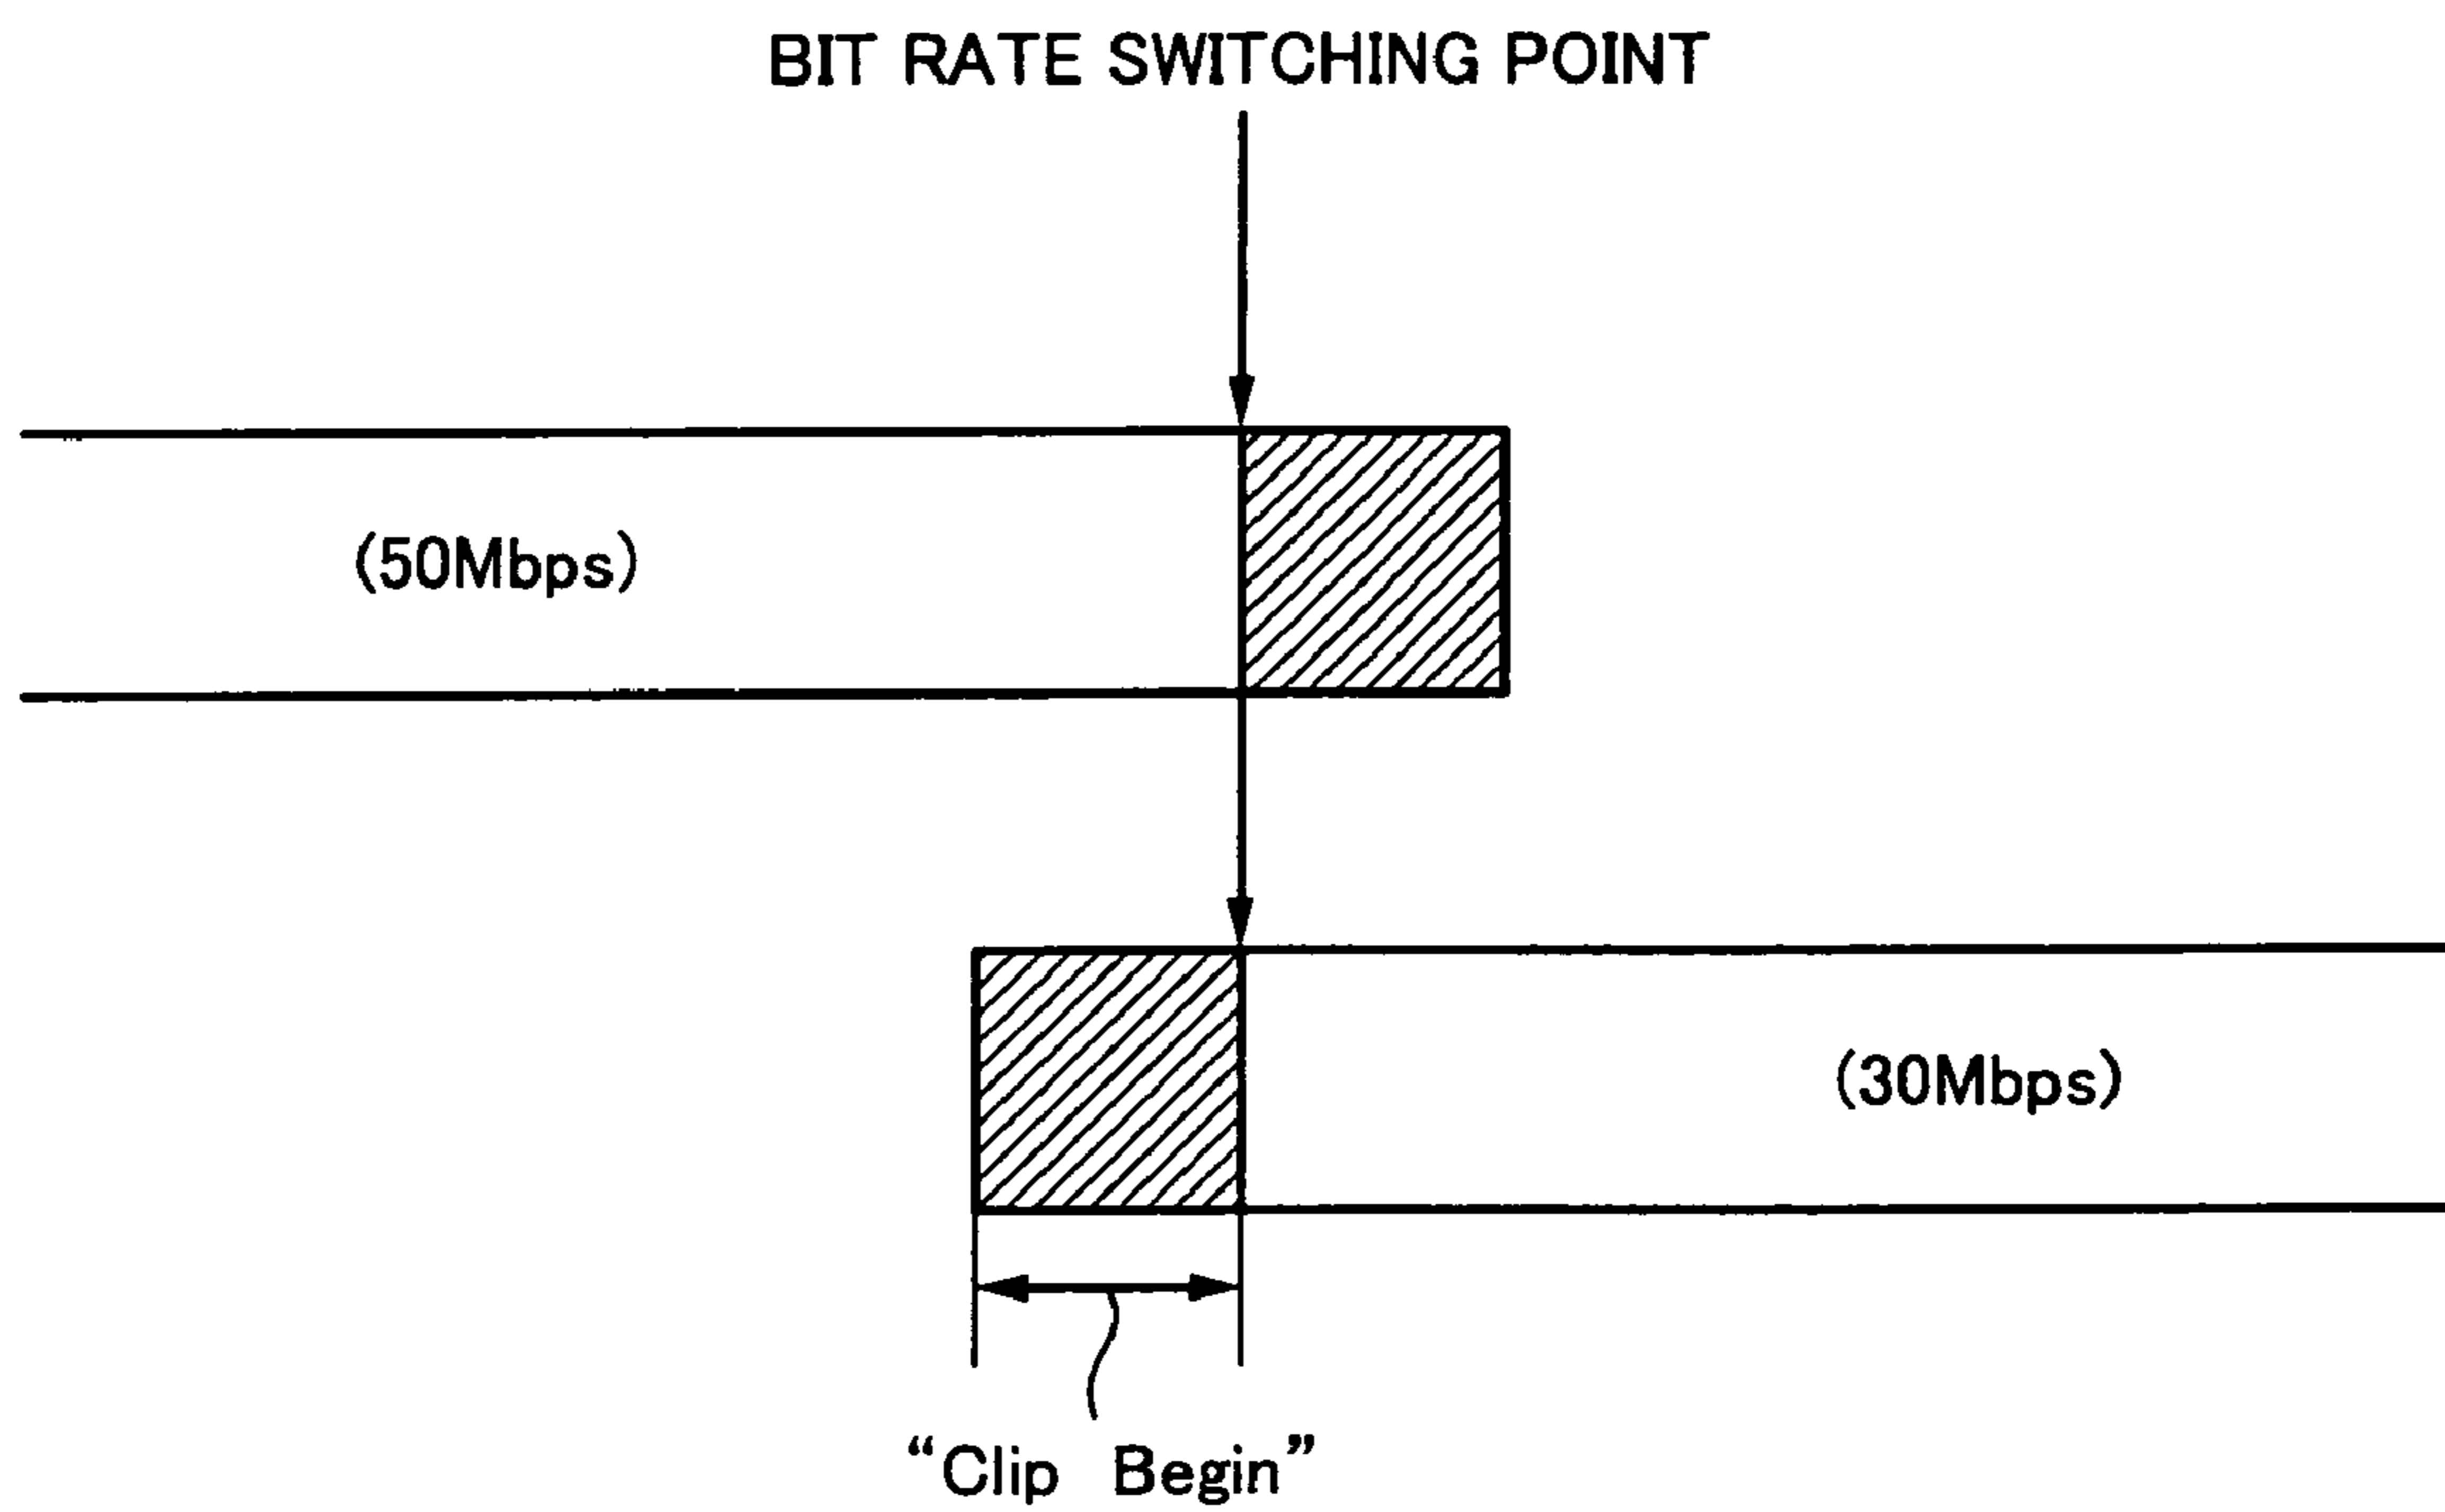 BIT RATE SWITCHING POINT
(50Mbps)
(30Mbps)
“Clip Begin”